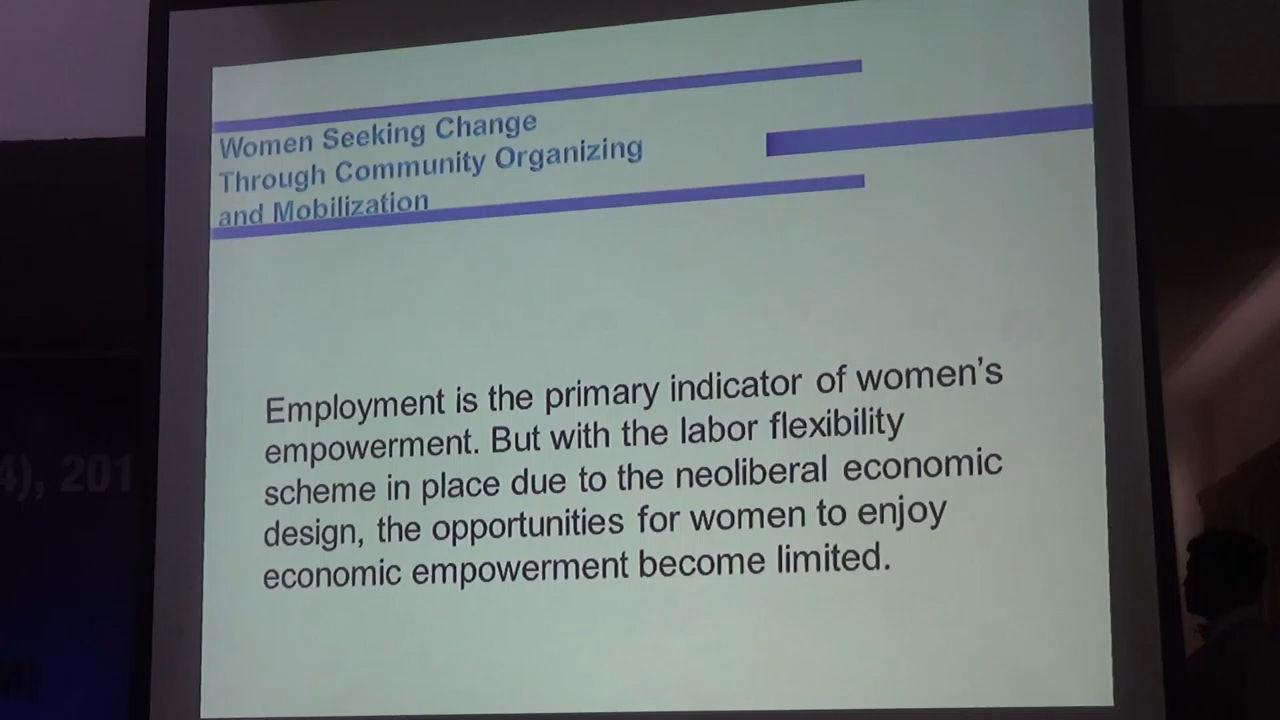 Women Seeking Change
Through Community Organizing
and Mobilization
Employment is the primary indicator of women's
empowerment. But with the labor flexibility
scheme in place due to the neoliberal economic
design, the opportunities for women to enjoy
economic empowerment become limited.
4), 201